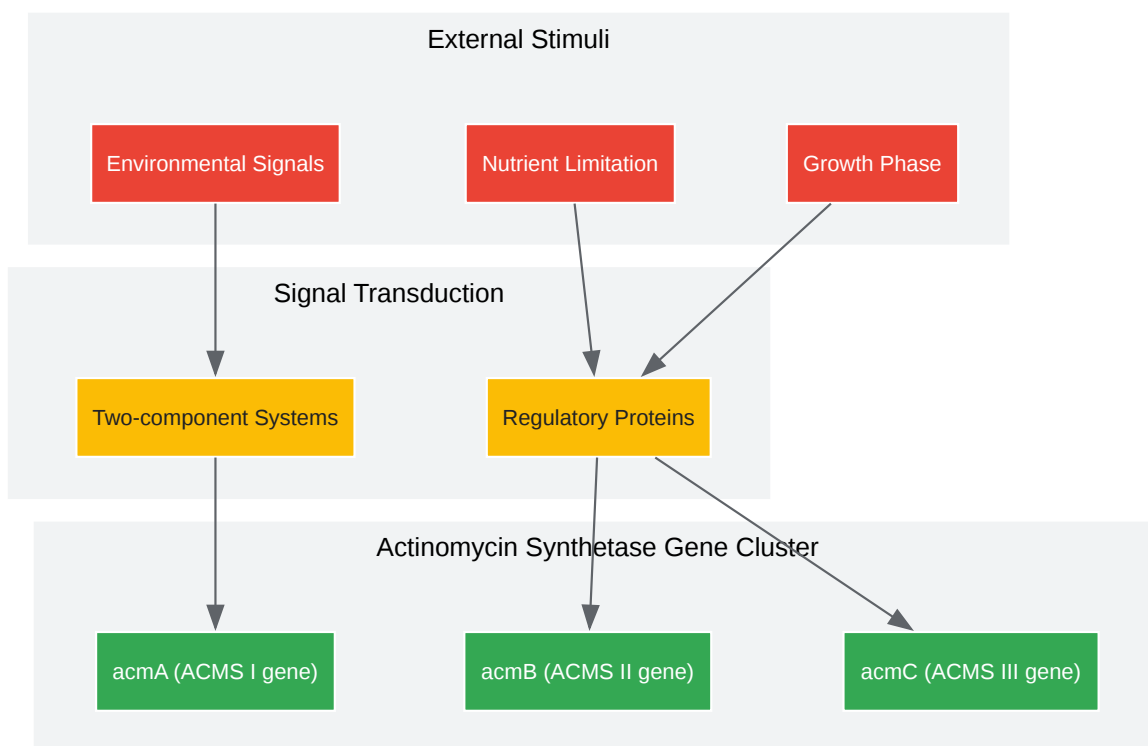 External Stimuli
Environmental Signals
Nutrient Limitation
Growth Phase
Signal Transduction
Two-component Systems
Regulatory Proteins
Actinomycin Synthetase Gene Cluster
acmA (ACMS I gene)
acmB (ACMS II gene)
acmC (ACMS III gene)